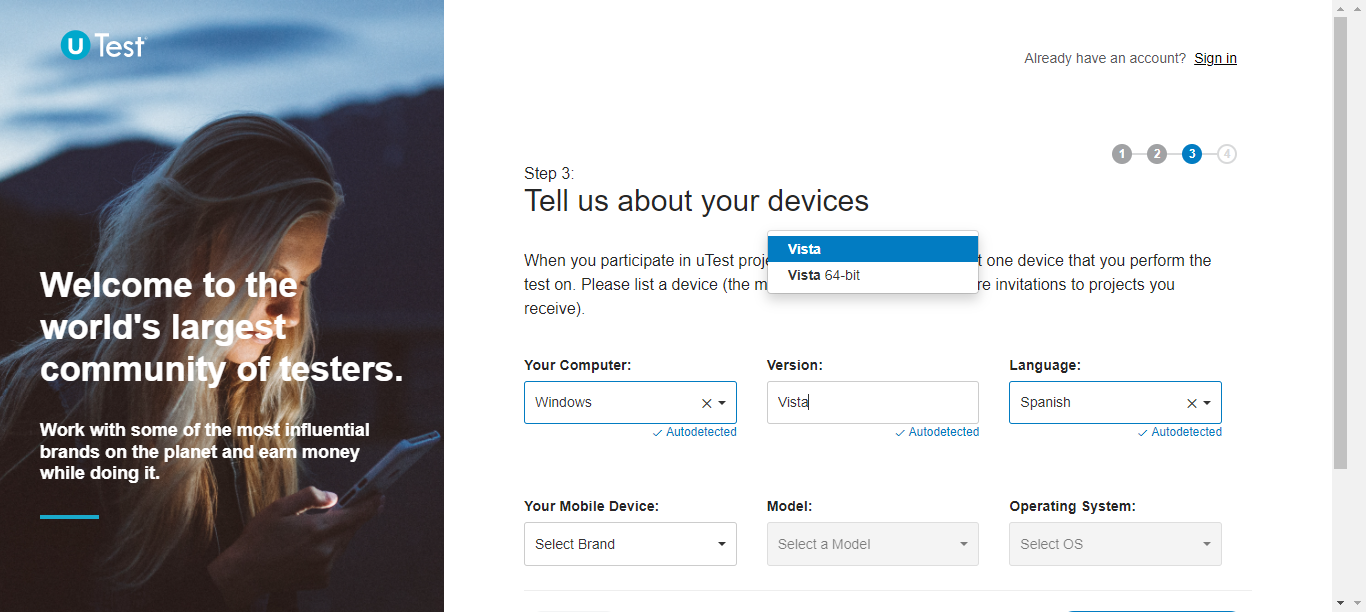 U Test
Already have an account? Sign in
1 2 3 4
Step 3:
Tell us about your devices
Vista
Vista 64-bit
When you participate in uTest proje t one device that you perform the
test on. Please list a device (the m re invitations to projects you
receive).
Welcome to the
world's largest
community of testers.
Work with some of the most influential
brands on the planet and earn money
while doing it.
Your Computer: Version: Language:
Windows Vista Spanish
Autodetected Autodetected Autodetected
Your Mobile Device: Model: Operating System:
Select Brand Select a Model Select OS